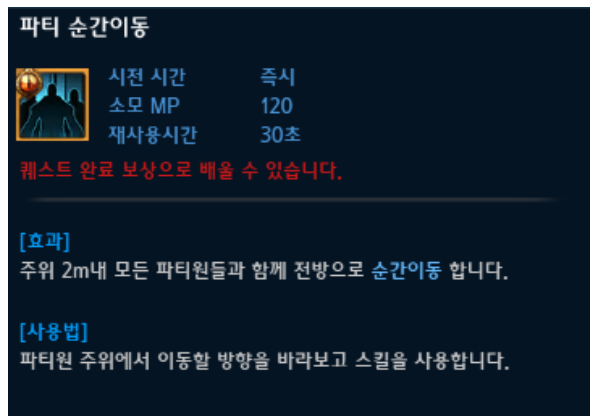 파티 순간이동
시전 시간 즉시
소모 MP 120
재사용시간 30초
퀘스트 완료 보상으로 배울 수 있습니다.
[효과]
주위 2m내 모든 파티원들과 함께 전방으로 순간이동 합니다.
[사용법]
파티원 주위에서 이동할 방향을 바라보고 스킬을 사용합니다.